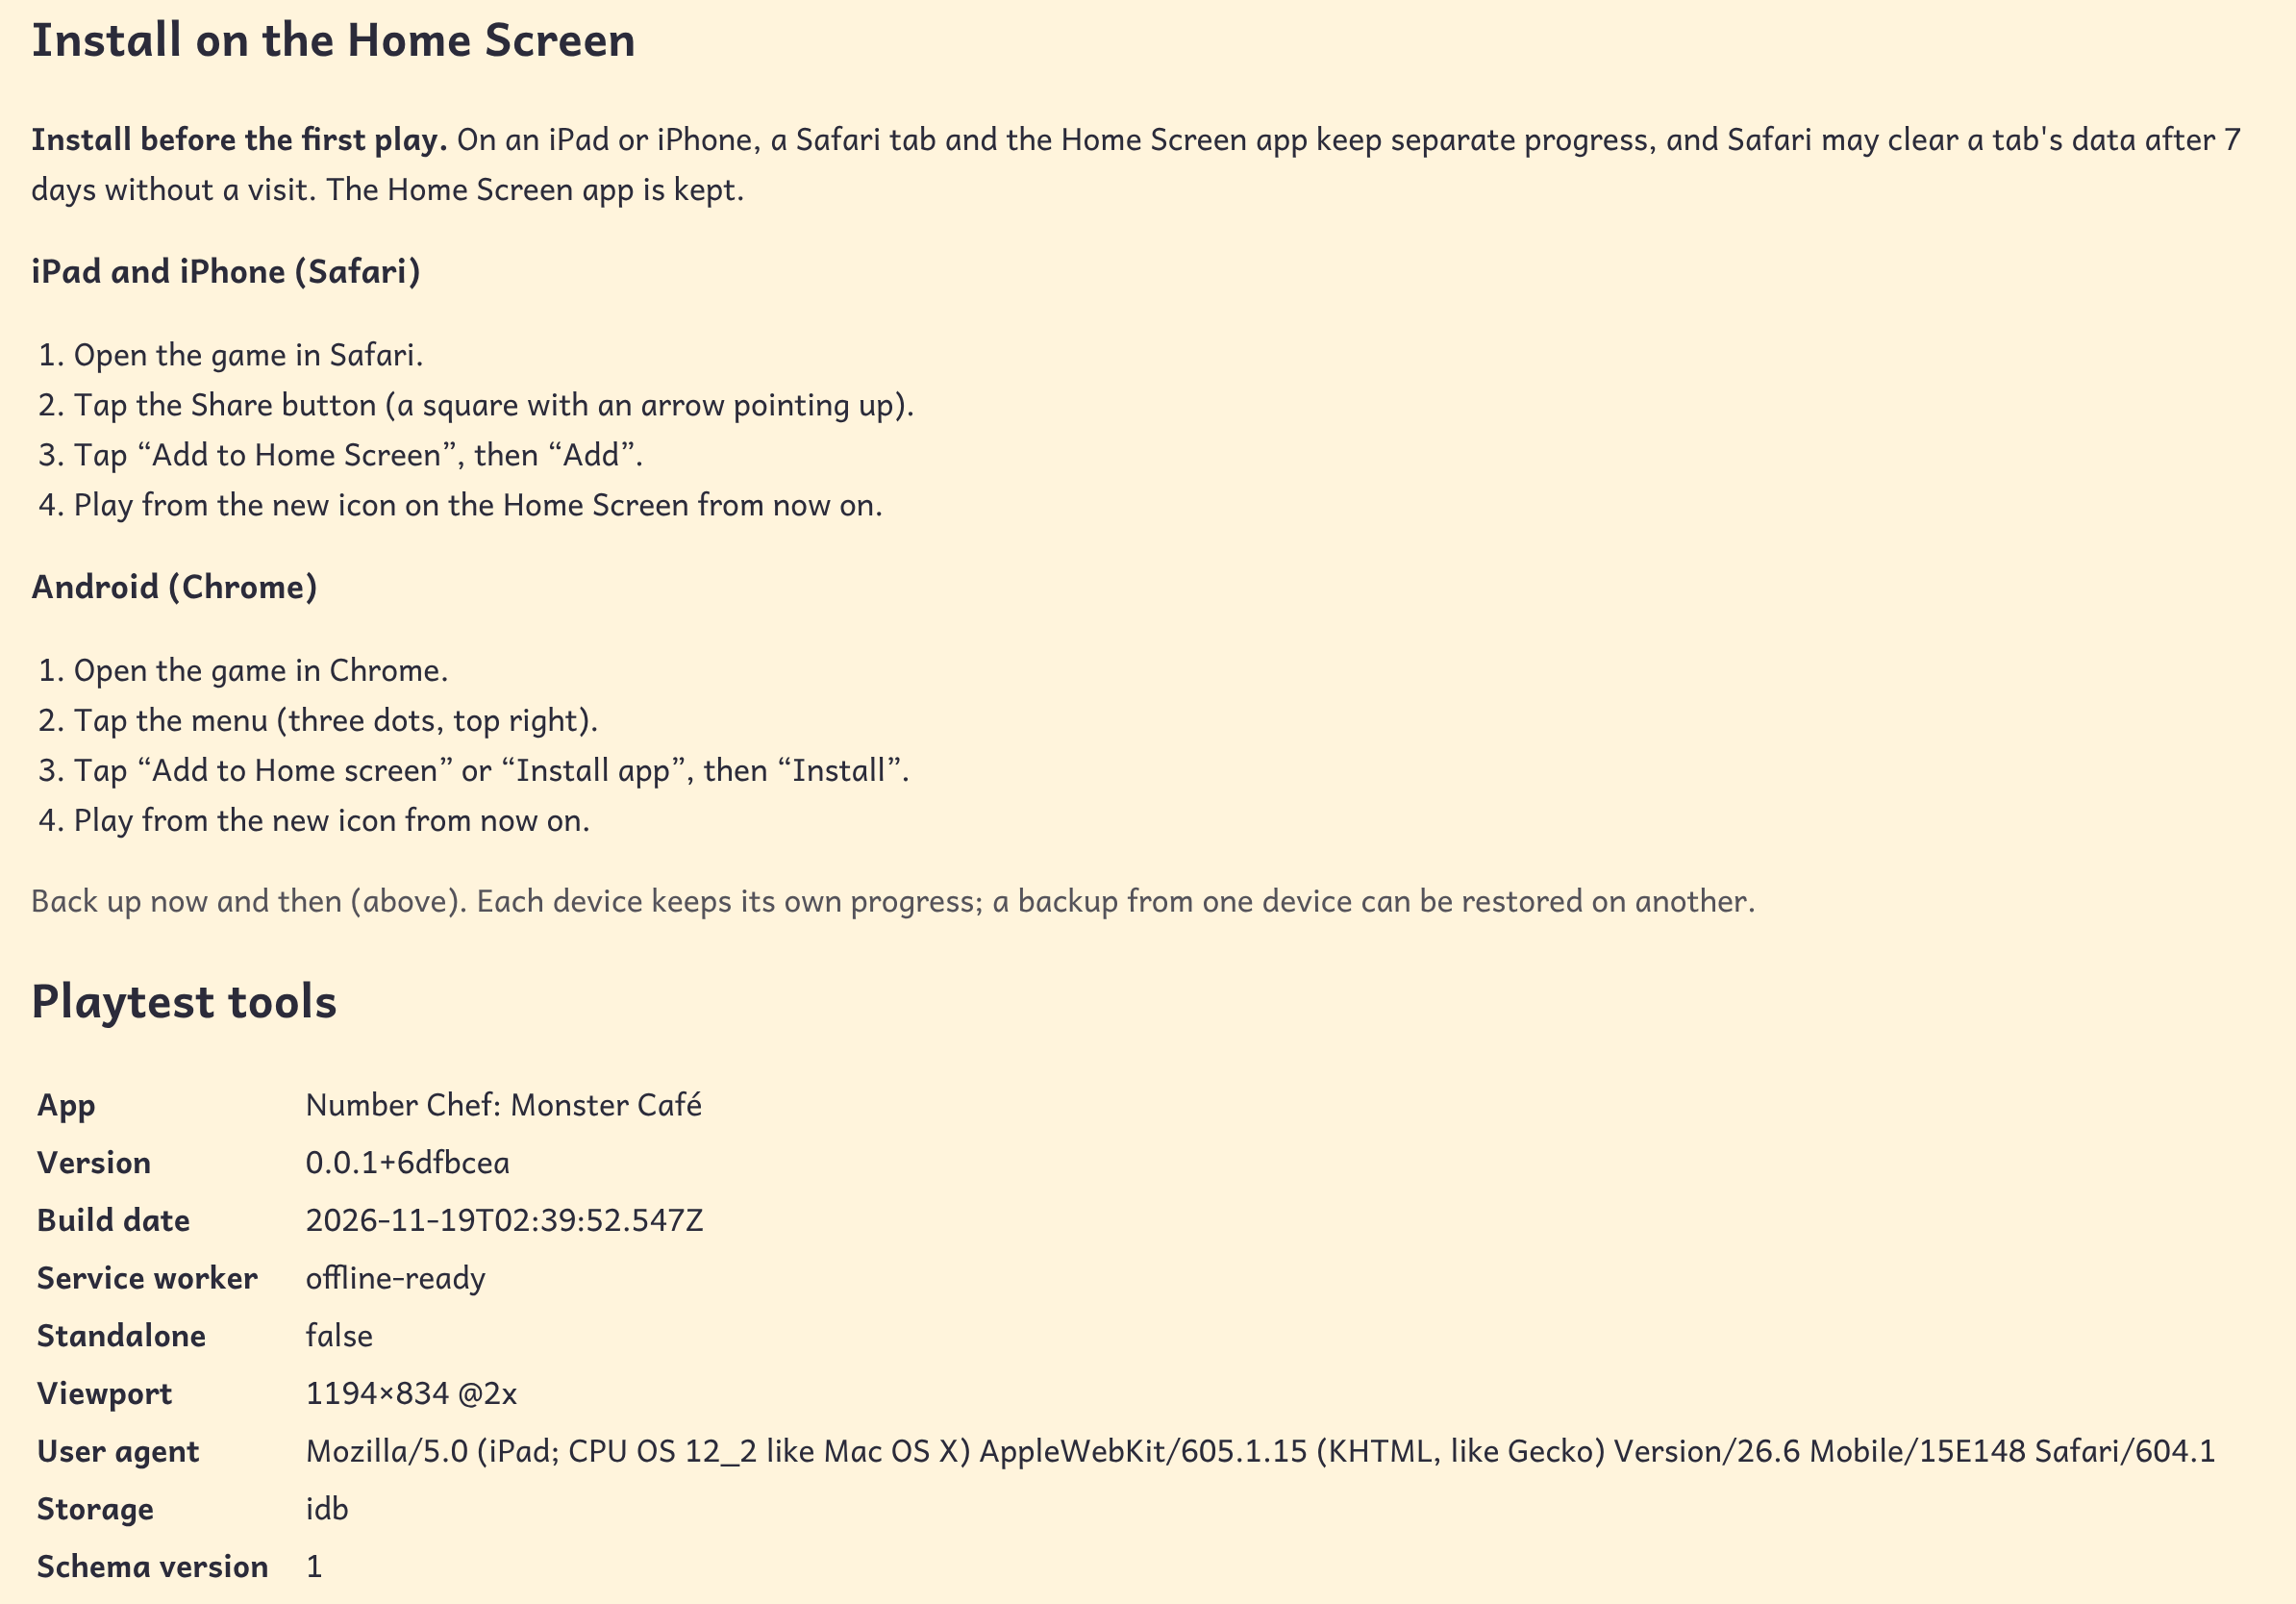 Install on the Home Screen
Install before the first play. On an iPad or iPhone, a Safari tab and the Home Screen app keep separate progress, and Safari may clear a tab's data after 7
days without a visit. The Home Screen app is kept.
iPad and iPhone (Safari)
1. Open the game in Safari.
2. Tap the Share button (a square with an arrow pointing up).
3. Tap “Add to Home Screen”, then “Add”.
4. Play from the new icon on the Home Screen from now on.
Android (Chrome)
1. Open the game in Chrome.
2. Tap the menu (three dots, top right).
3. Tap “Add to Home screen” or “Install app”, then “Install”.
4. Play from the new icon from now on.
Back up now and then (above). Each device keeps its own progress; a backup from one device can be restored on another.
Playtest tools
App Number Chef: Monster Café
Version 0.0.1+6dfbcea
Build date 2026-11-19T02:39:52.547Z
Service worker offline-ready
Standalone false
Viewport 1194×834 @2x
User agent Mozilla/5.0 (iPad; CPU OS 12_2 like Mac OS X) AppleWebKit/605.1.15 (KHTML, like Gecko) Version/26.6 Mobile/15E148 Safari/604.1
Storage idb
Schema version 1